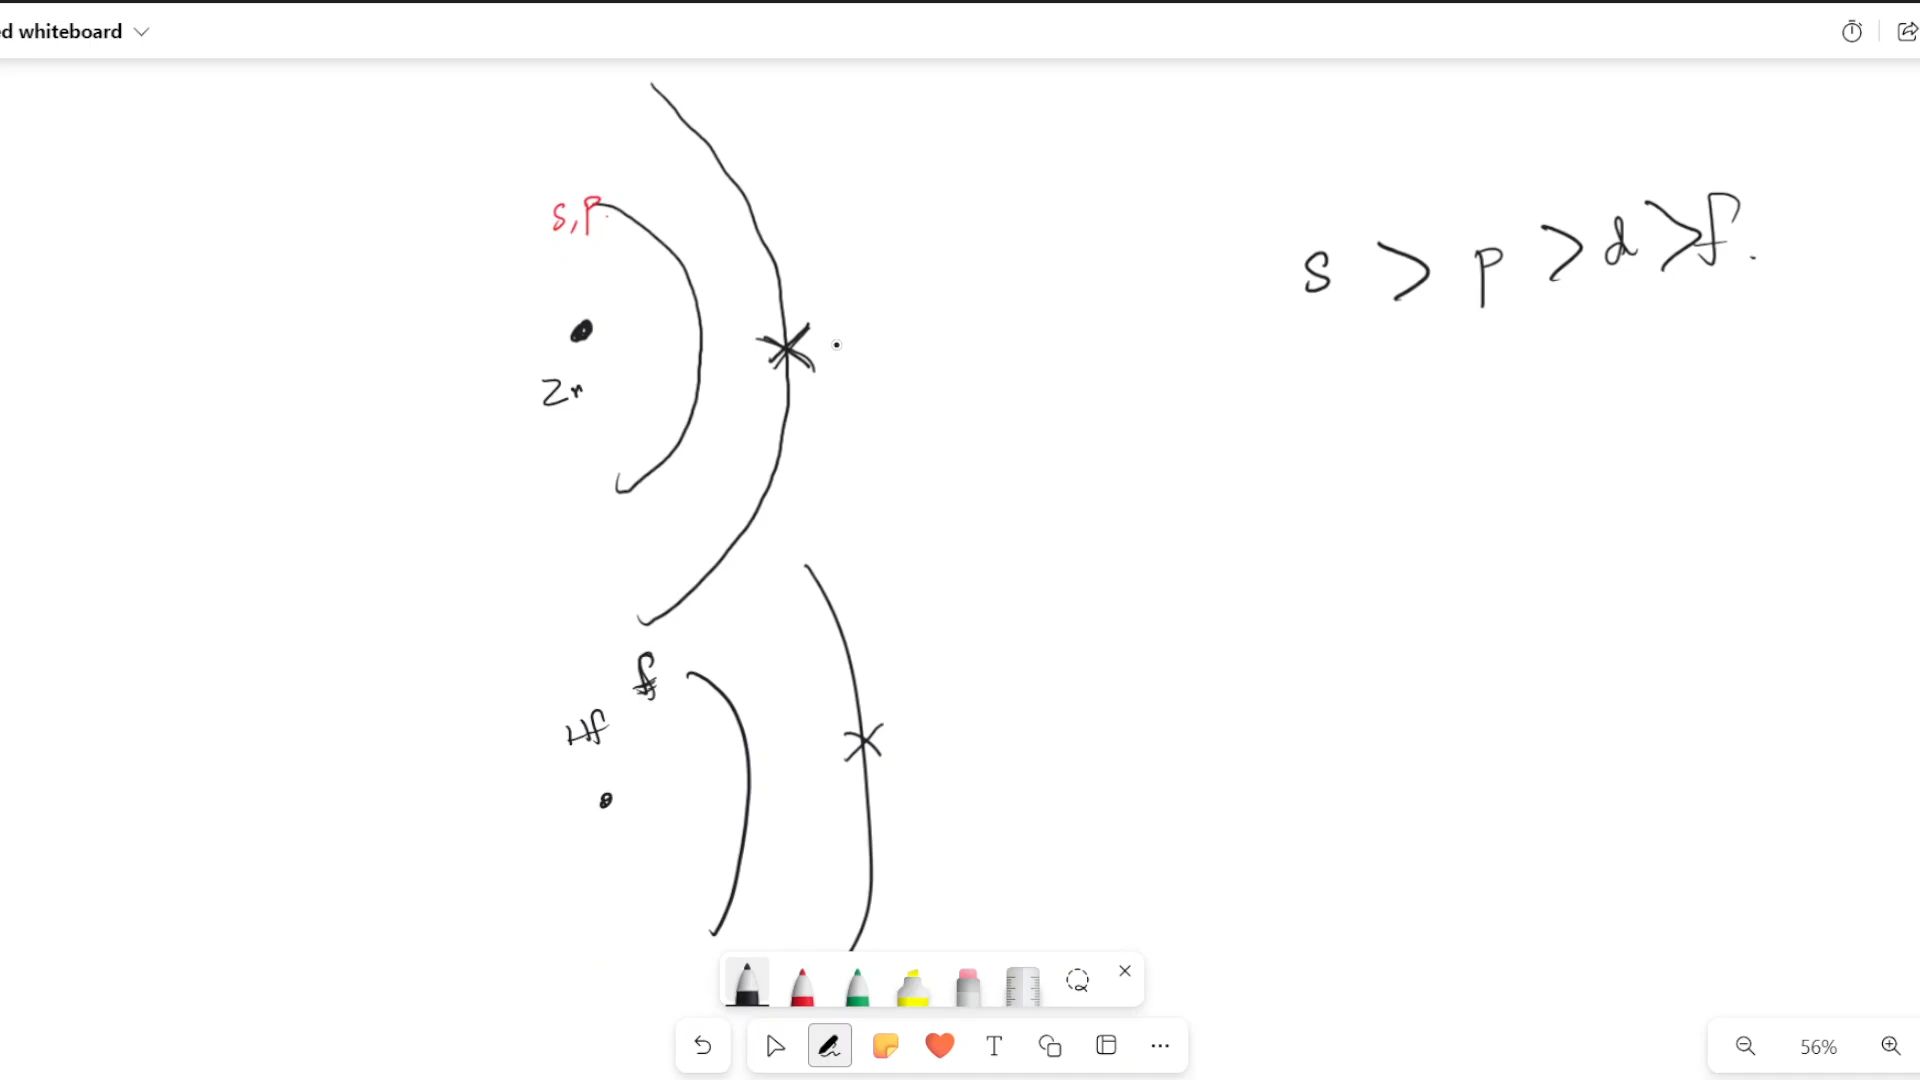 d whiteboard
s, p.
s > p > d > f.
Zr
f
Hf
T
56%